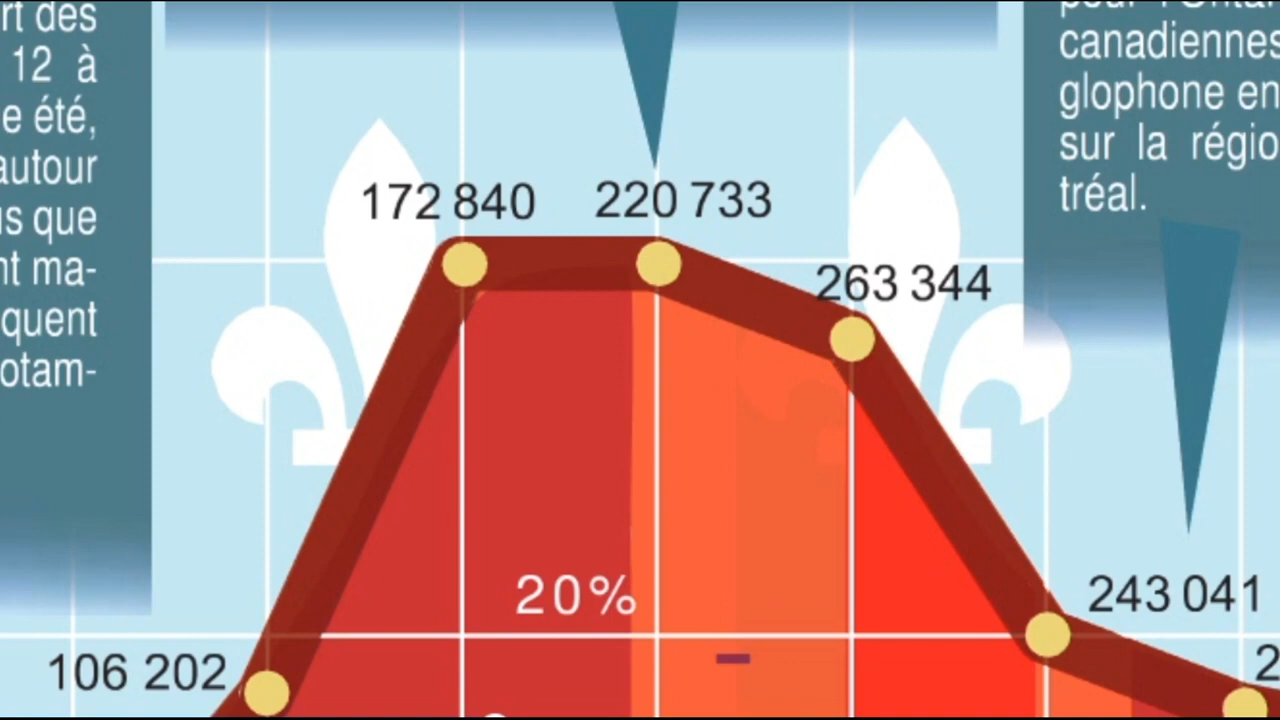 rt des
12 à
e été,
autour
us que
nt ma-
quent
otam-
canadiennes
glophone en
sur la régio
tréal.
172 840
220 733
263 344
20%
243 041
106 202
2